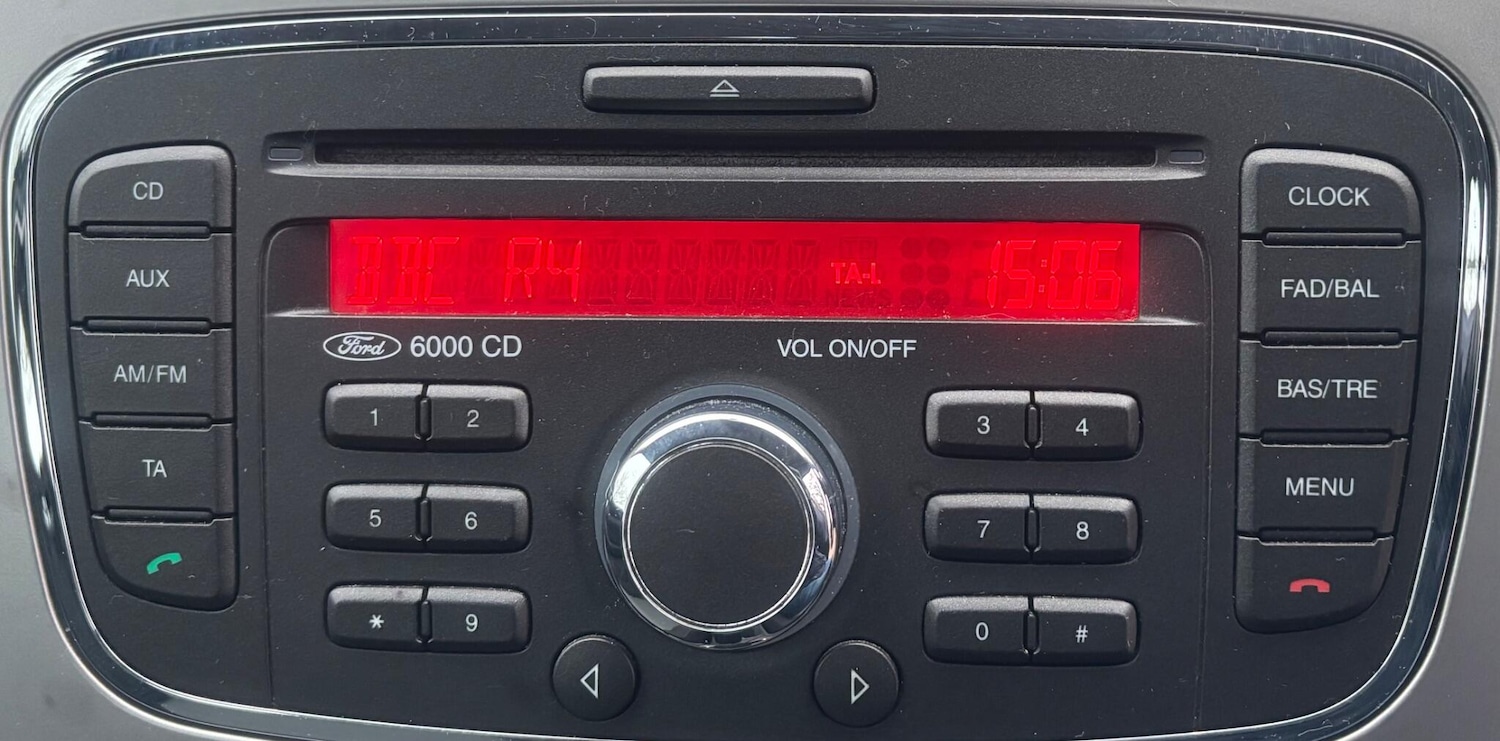 CD
AUX
AM/FM
TA
BBC R4 TA-L 15:06
Ford 6000 CD
VOL ON/OFF
1 2
3 4
5 6
7 8
* 9
0 #
CLOCK
FAD/BAL
BAS/TRE
MENU